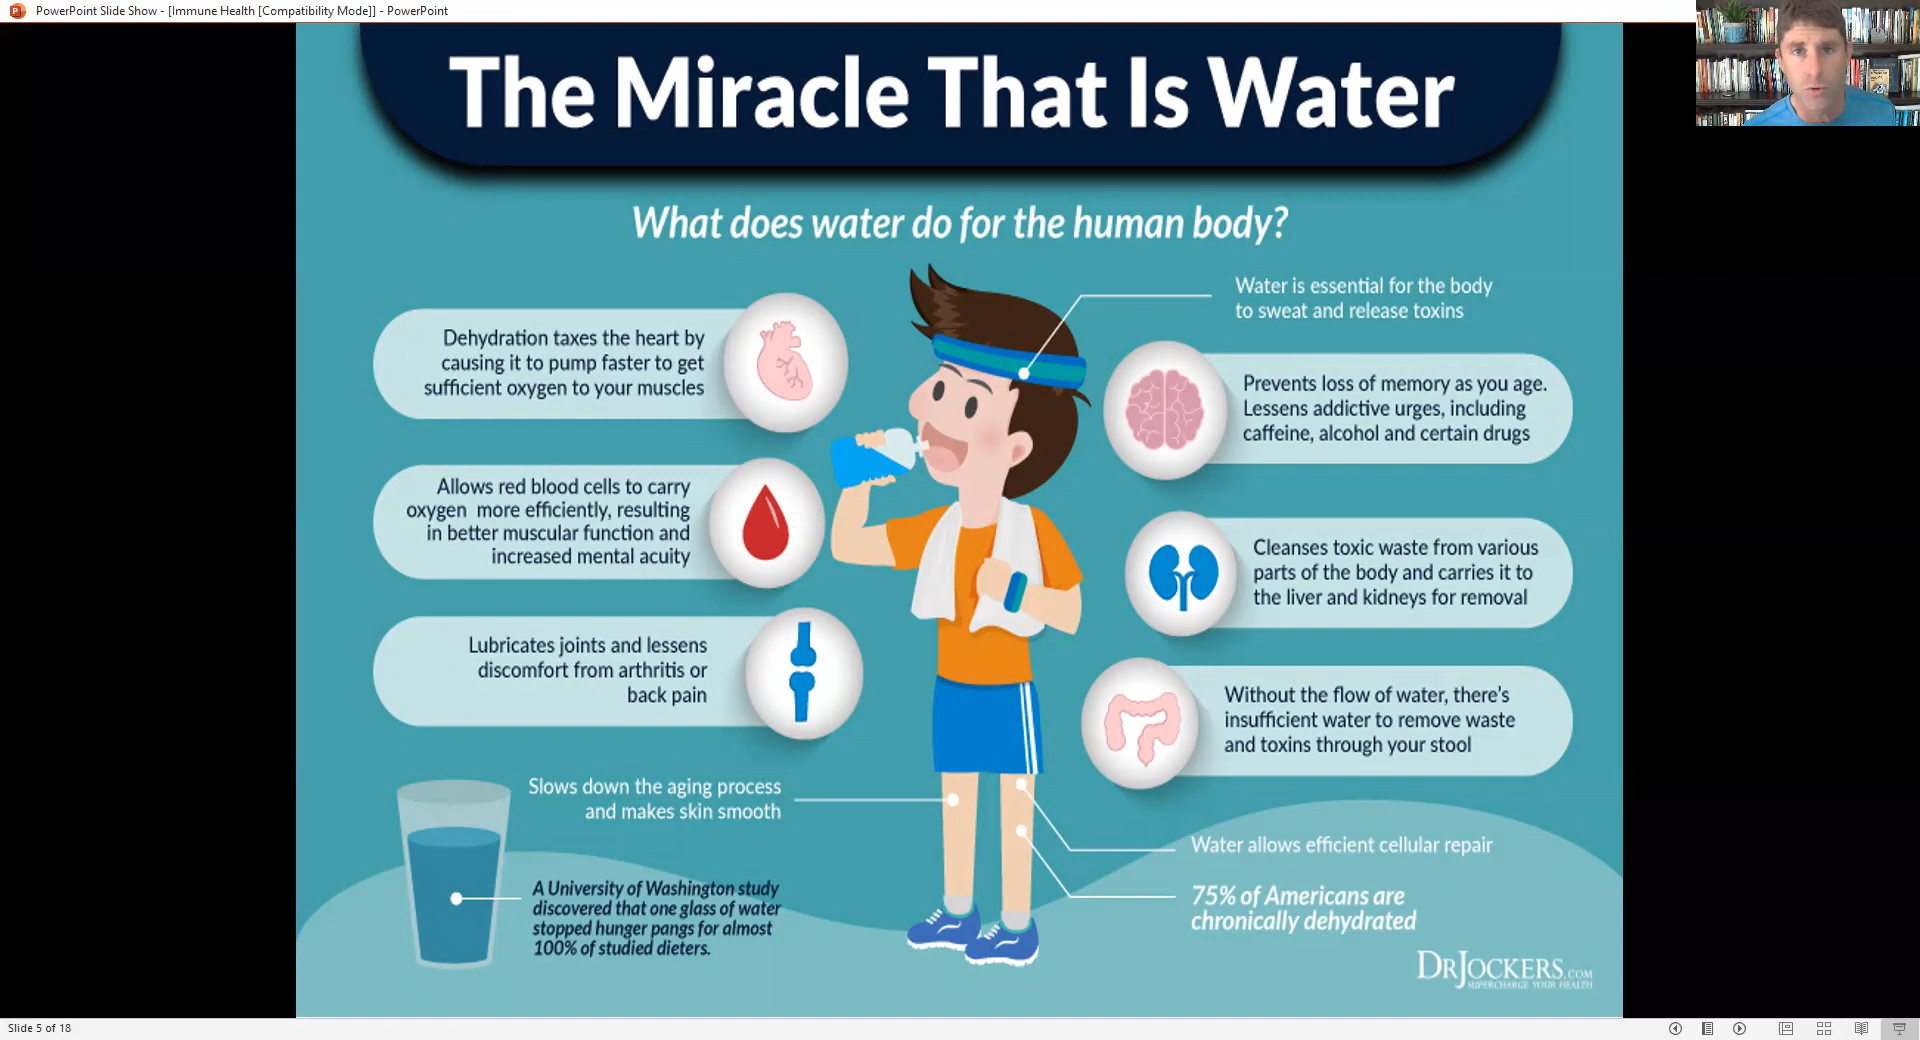 PowerPoint Slide Show - [Immune Health [Compatibility Mode]] - PowerPoint
The Miracle That Is Water
What does water do for the human body?
Dehydration taxes the heart by
causing it to pump faster to get
sufficient oxygen to your muscles
Allows red blood cells to carry
oxygen more efficiently, resulting
in better muscular function and
increased mental acuity
Lubricates joints and lessens
discomfort from arthritis or
back pain
Slows down the aging process
and makes skin smooth
A University of Washington study
discovered that one glass of water
stopped hunger pangs for almost
100% of studied dieters.
Water is essential for the body
to sweat and release toxins
Prevents loss of memory as you age.
Lessens addictive urges, including
caffeine, alcohol and certain drugs
Cleanses toxic waste from various
parts of the body and carries it to
the liver and kidneys for removal
Without the flow of water, there's
insufficient water to remove waste
and toxins through your stool
Water allows efficient cellular repair
75% of Americans are
chronically dehydrated
DRJOCKERS.COM
SUPERCHARGE YOUR HEALTH
Slide 5 of 18